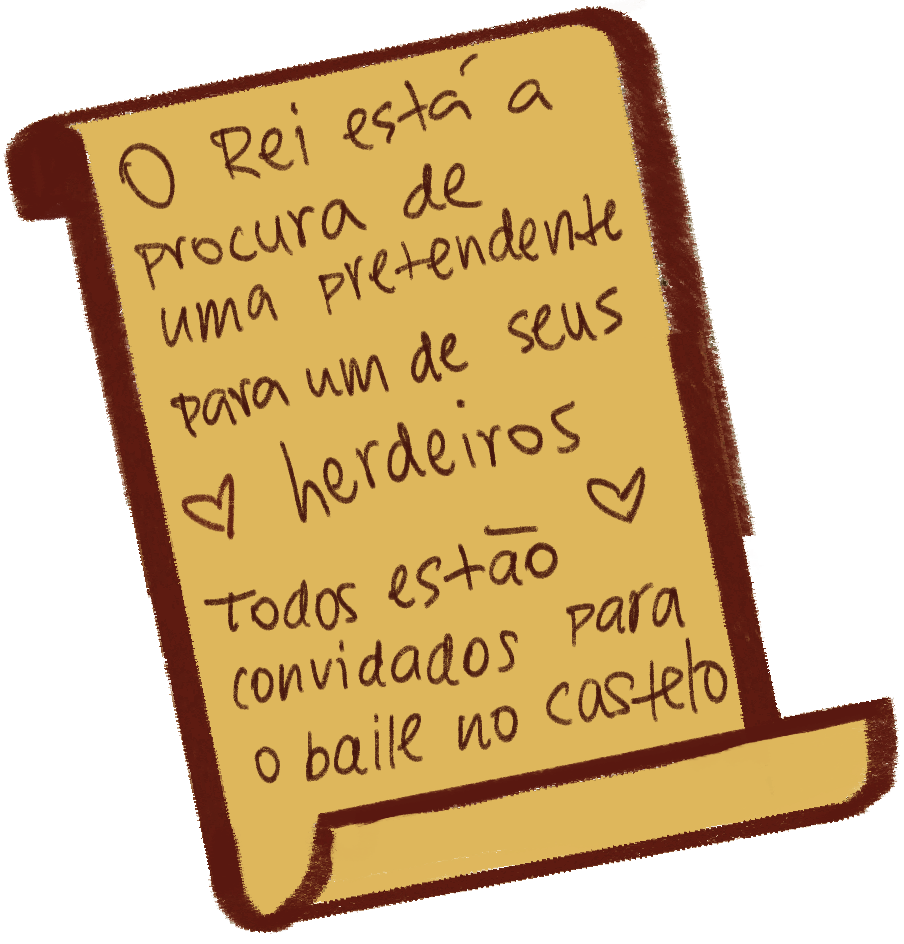 O Rei está a
procura de
uma pretendente
para um de seus
♡ herdeiros ♡
Todos estão
convidados para
o baile no castelo